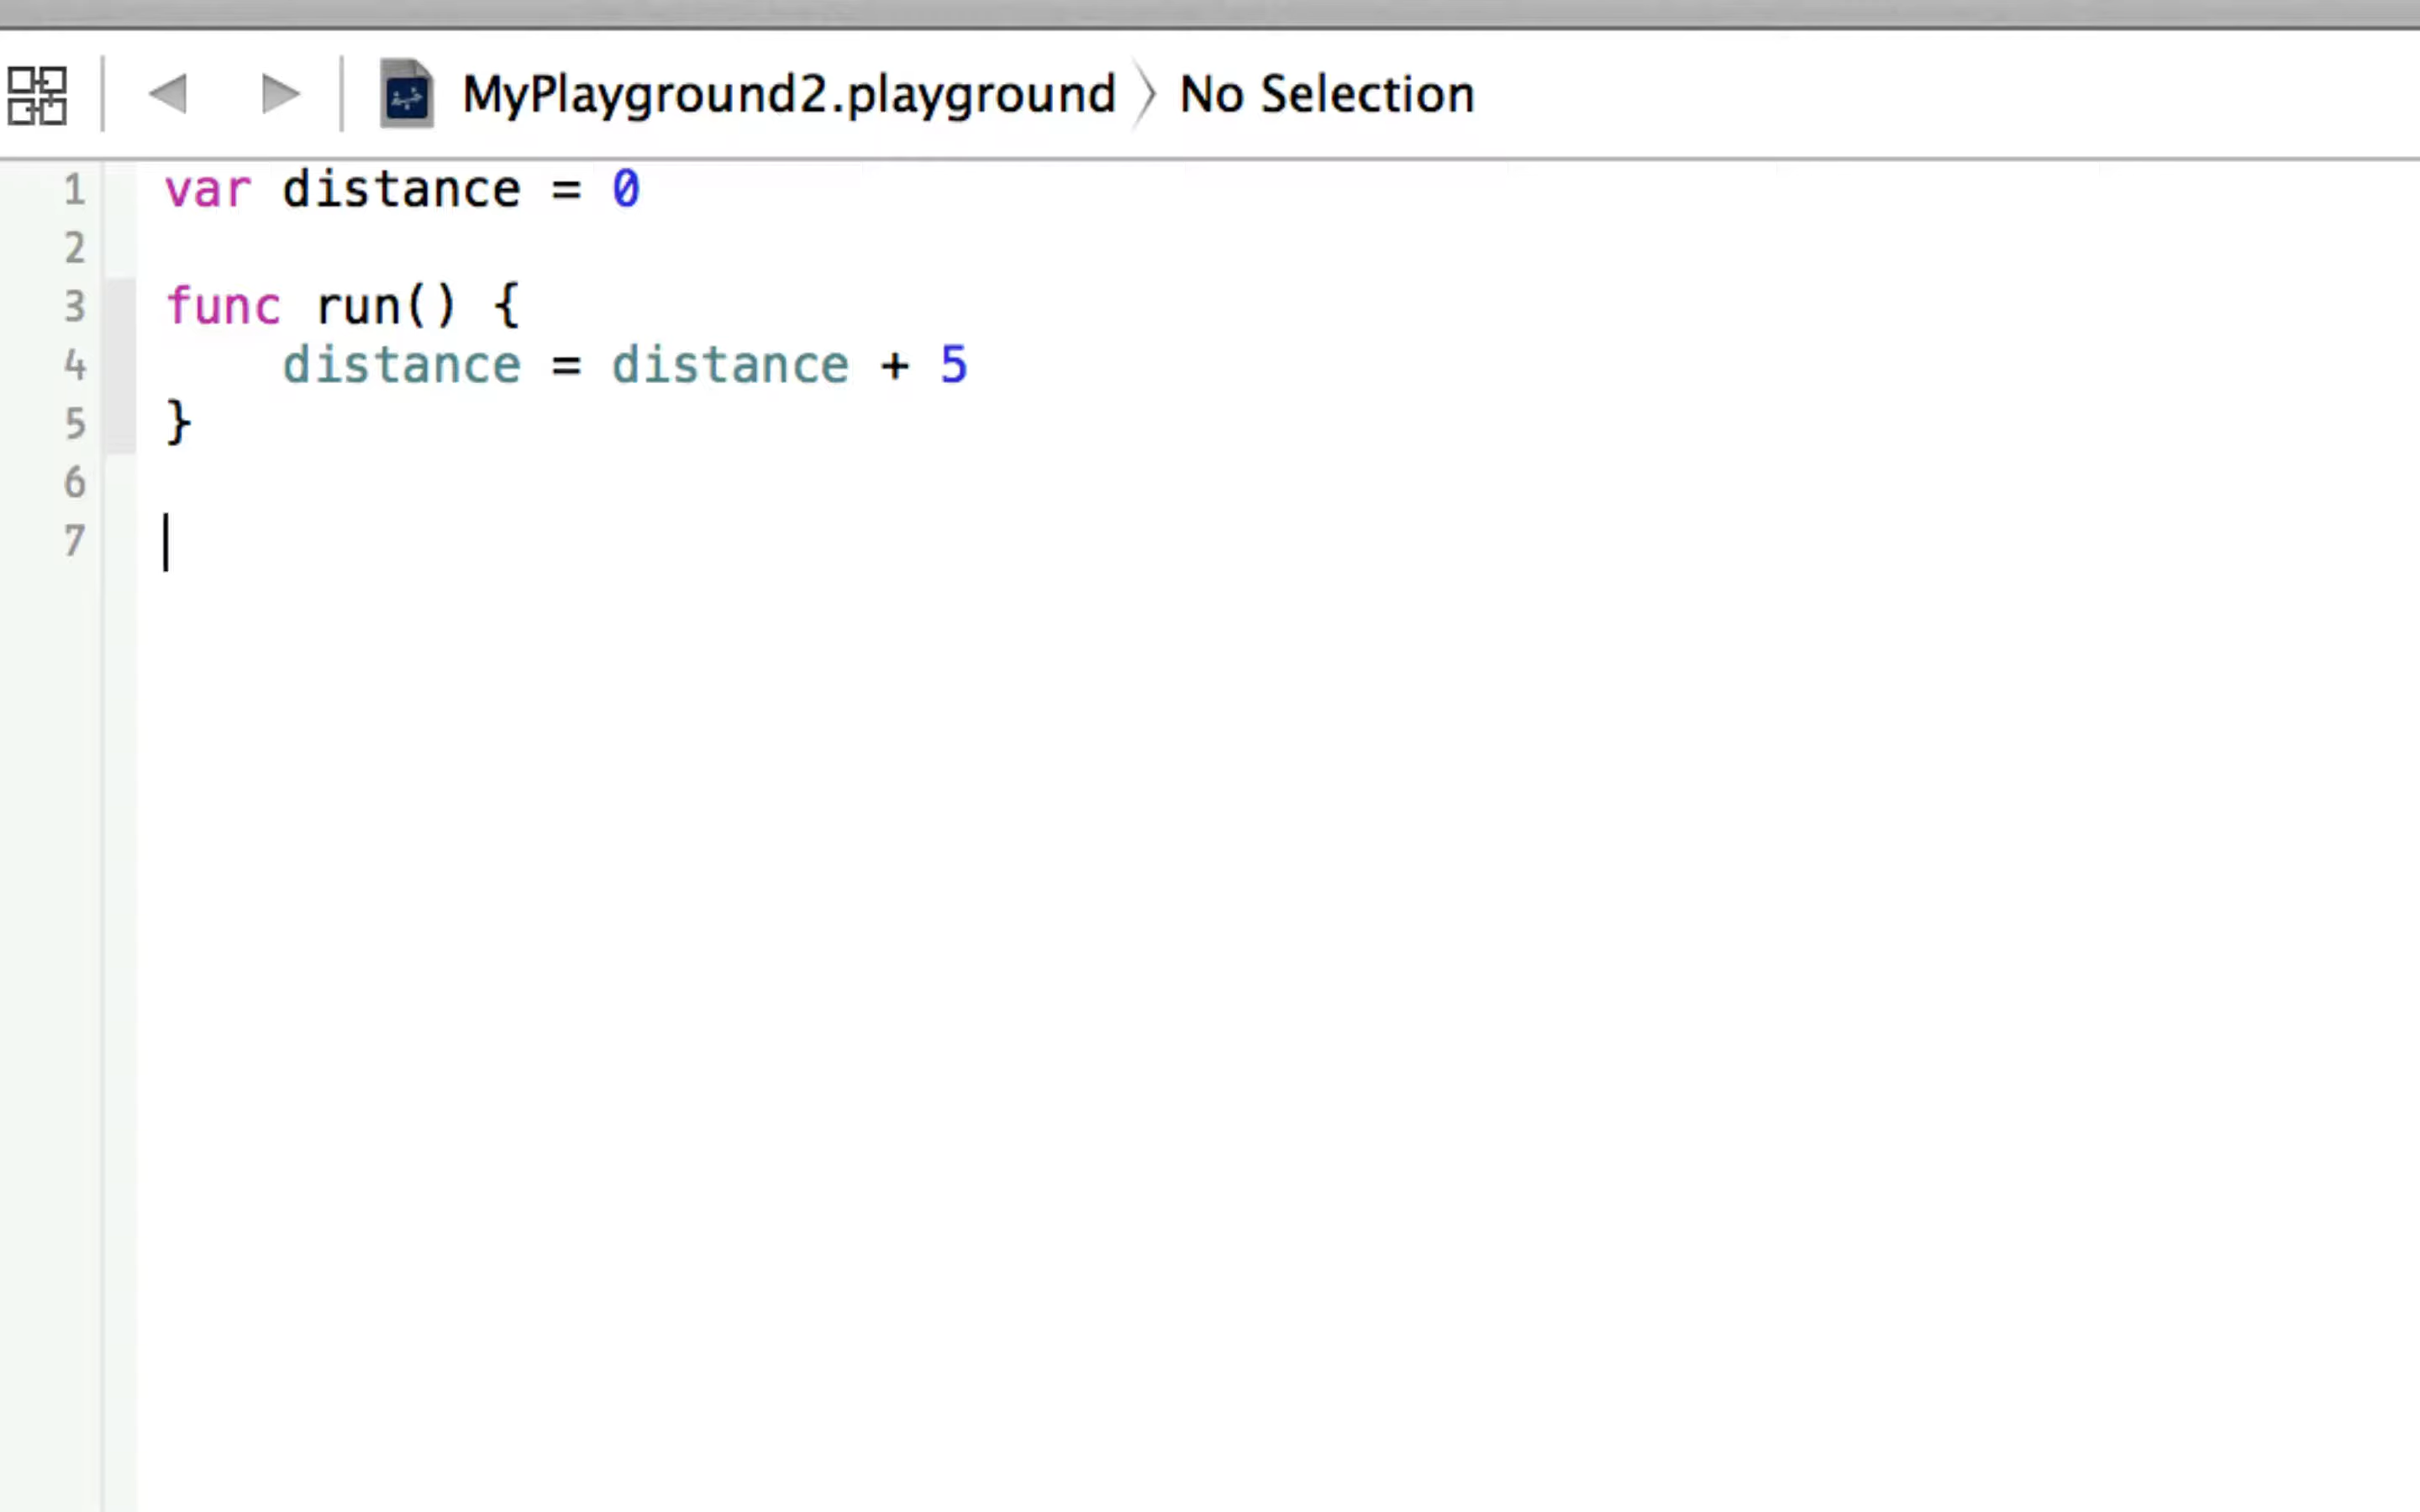 MyPlayground2.playground No Selection
1 var distance = 0
2
3 func run() {
4     distance = distance + 5
5 }
6
7